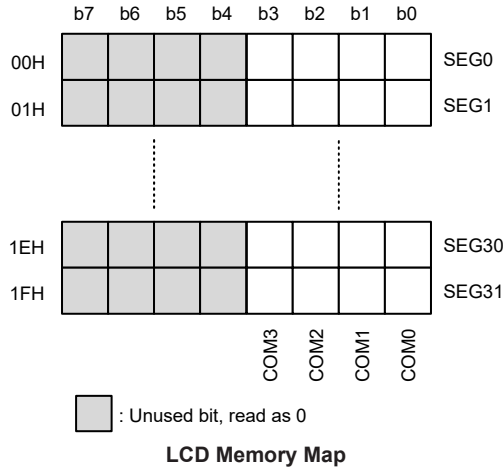 b7 b6 b5 b4 b3 b2 b1 b0
00H SEG0
01H SEG1
1EH SEG30
1FH SEG31
COM3 COM2 COM1 COM0
: Unused bit, read as 0
LCD Memory Map